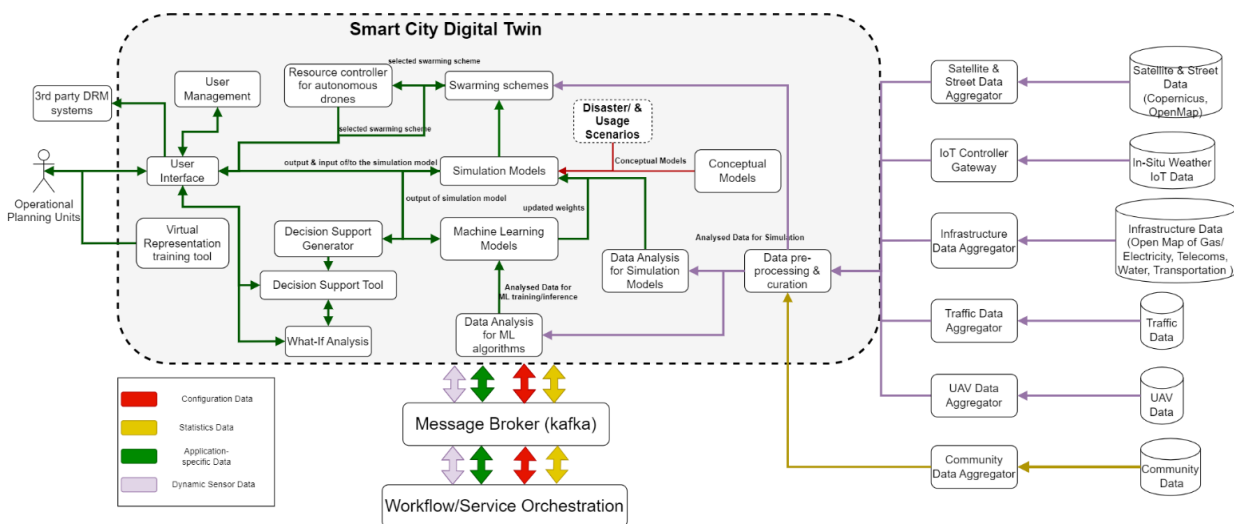 Smart City Digital Twin
3rd party DRM
systems
User
Management
Resource controller
for autonomous
drones
selected swarming scheme
Swarming schemes
selected swarming scheme
Disaster/ &
Usage
Scenarios
User
Interface
output & input of/to the simulation model
Simulation Models
Conceptual Models
Conceptual
Models
Operational
Planning Units
Virtual
Representation
training tool
output of simulation model
updated weights
Decision Support
Generator
Machine Learning
Models
Data Analysis
for Simulation
Models
Analysed Data for Simulation
Data pre-
processing &
curation
Decision Support Tool
Analysed Data for
ML training/inference
What-If Analysis
Data Analysis
for ML
algorithms
Satellite &
Street Data
Aggregator
Satellite & Street
Data
(Copernicus,
OpenMap)
IoT Controller
Gateway
In-Situ Weather
IoT Data
Infrastructure
Data Aggregator
Infrastructure Data
(Open Map of Gas/
Electricity, Telecoms,
Water, Transportation )
Traffic Data
Aggregator
Traffic
Data
UAV Data
Aggregator
UAV
Data
Community
Data Aggregator
Community
Data
Configuration Data
Statistics Data
Application-
specific Data
Dynamic Sensor Data
Message Broker (kafka)
Workflow/Service Orchestration